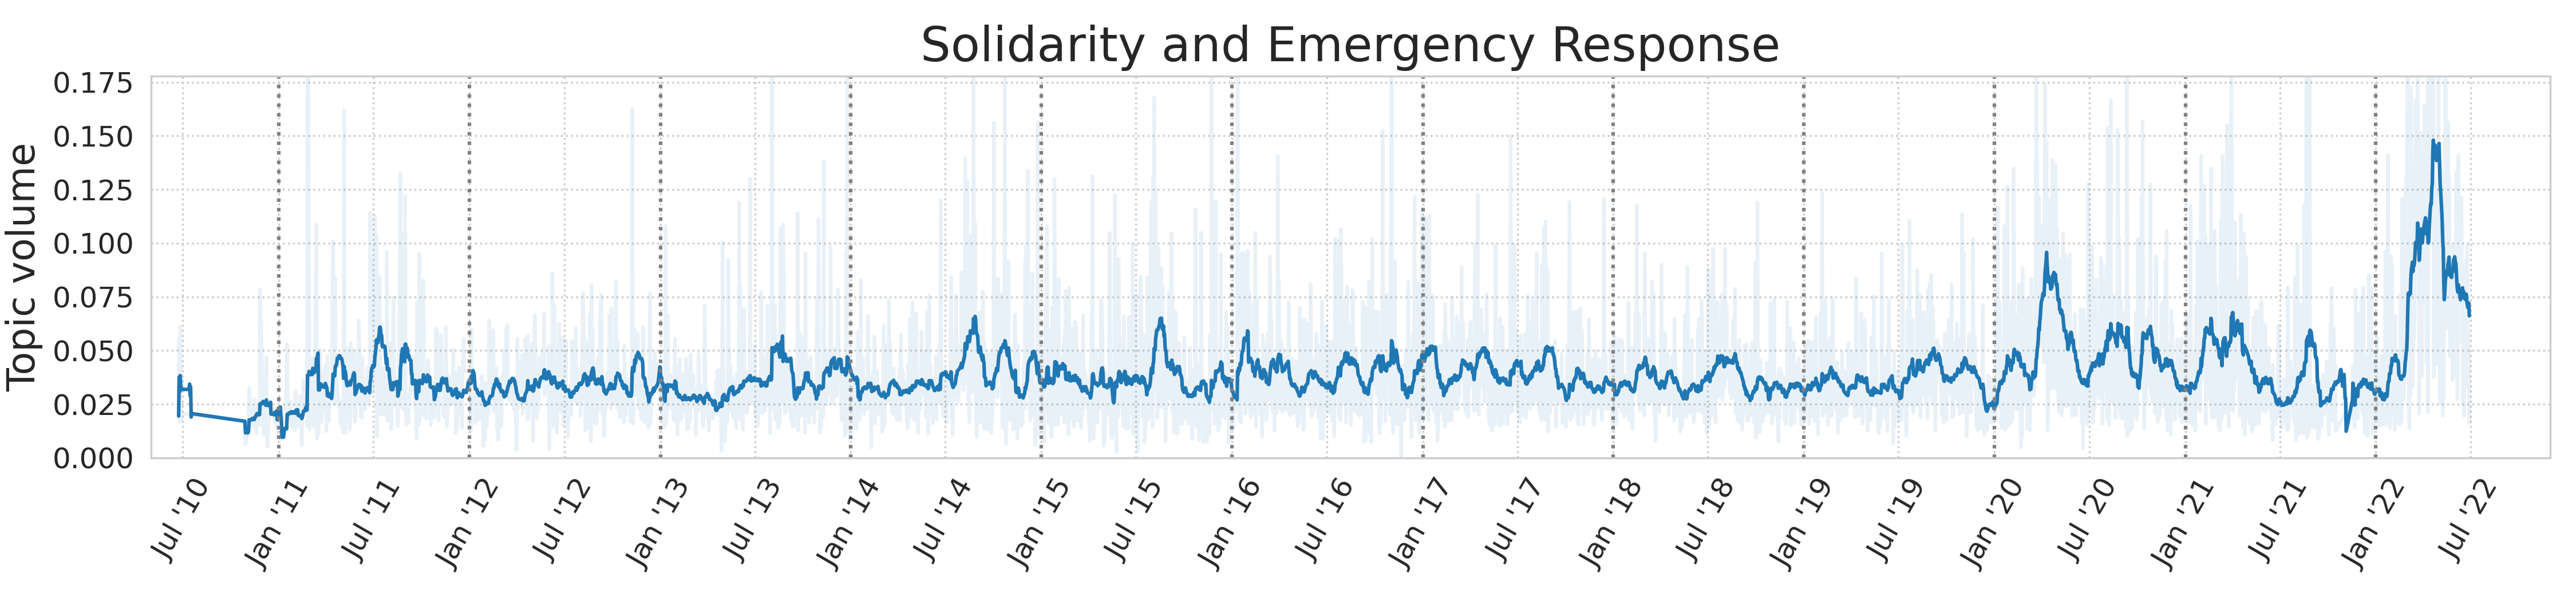 Solidarity and Emergency Response
Topic volume
0.175
0.150
0.125
0.100
0.075
0.050
0.025
0.000
Jul '10
Jan '11
Jul '11
Jan '12
Jul '12
Jan '13
Jul '13
Jan '14
Jul '14
Jan '15
Jul '15
Jan '16
Jul '16
Jan '17
Jul '17
Jan '18
Jul '18
Jan '19
Jul '19
Jan '20
Jul '20
Jan '21
Jul '21
Jan '22
Jul '22